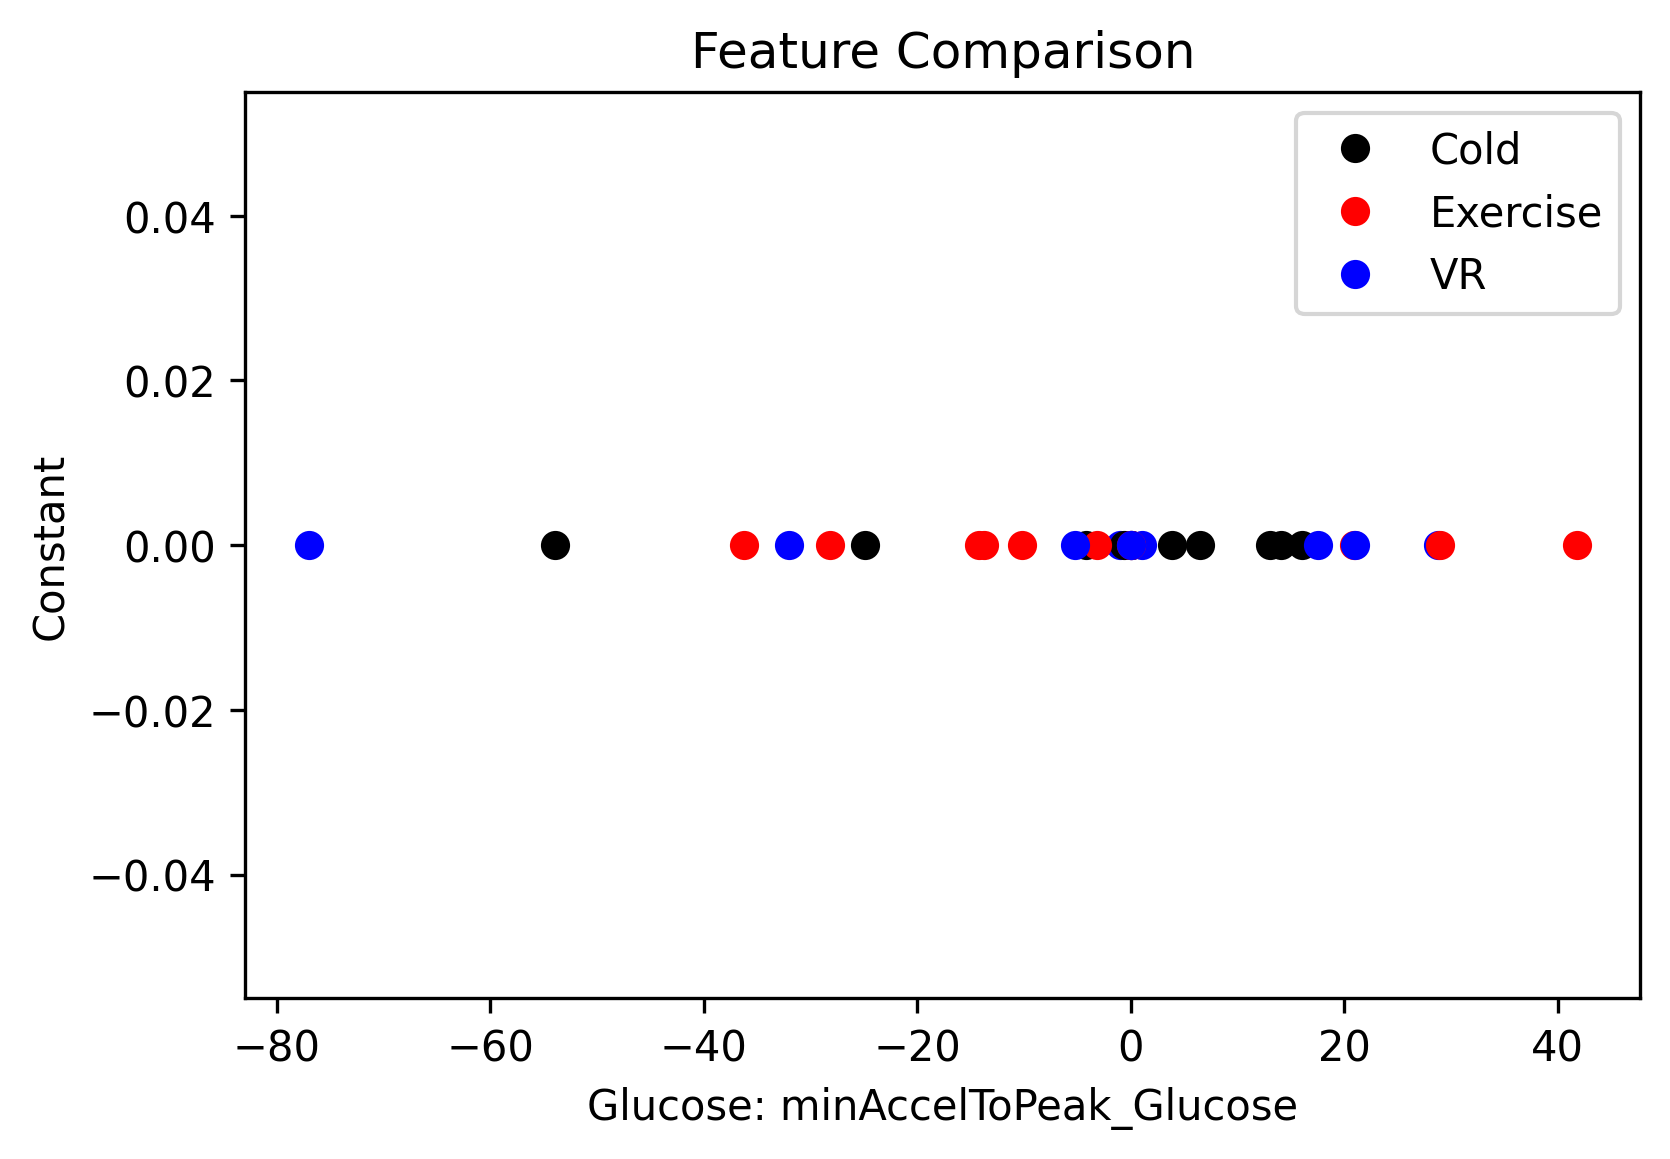 Feature Comparison
Cold
Exercise
VR
0.04
0.02
0.00
−0.02
−0.04
Constant
−80 −60 −40 −20 0 20 40
Glucose: minAccelToPeak_Glucose